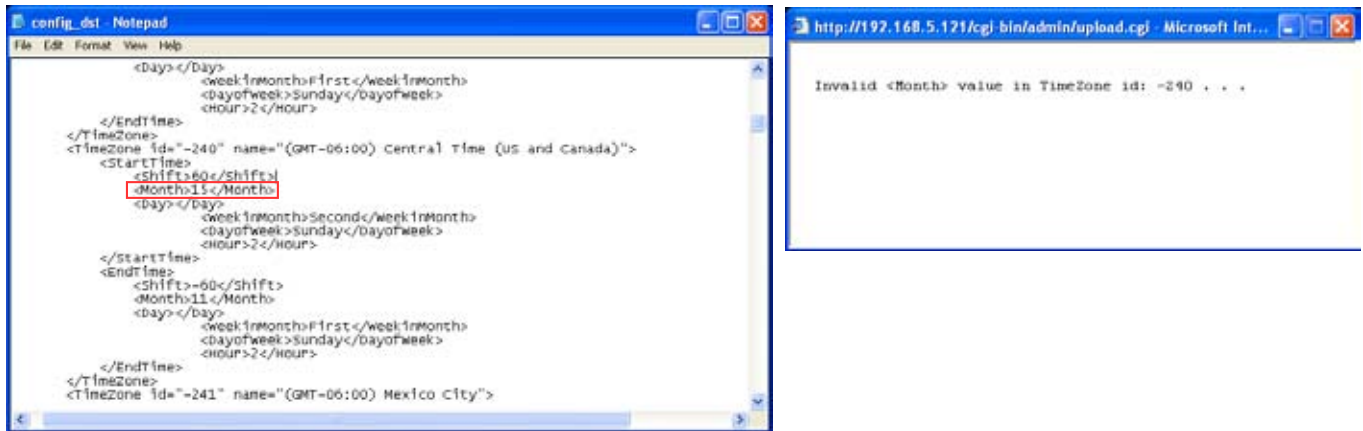 config_dst - Notepad
File Edit Format View Help
<Day></Day>
<WeekInMonth>First</WeekInMonth>
<DayofWeek>Sunday</DayofWeek>
<Hour>2</Hour>
</EndTime>
</TimeZone>
<TimeZone id="-240" name="(GMT-06:00) Central Time (US and Canada)">
<StartTime>
<Shift>60</Shift>
<Month>15</Month>
<Day></Day>
<WeekInMonth>Second</WeekInMonth>
<DayofWeek>Sunday</DayofWeek>
<Hour>2</Hour>
</StartTime>
<EndTime>
<Shift>-60</Shift>
<Month>11</Month>
<Day></Day>
<WeekInMonth>First</WeekInMonth>
<DayofWeek>Sunday</DayofWeek>
<Hour>2</Hour>
</EndTime>
</TimeZone>
<TimeZone id="-241" name="(GMT-06:00) Mexico City">
http://192.168.5.121/cgi-bin/admin/upload.cgi - Microsoft Int...
Invalid <Month> value in TimeZone id: -240 . . .